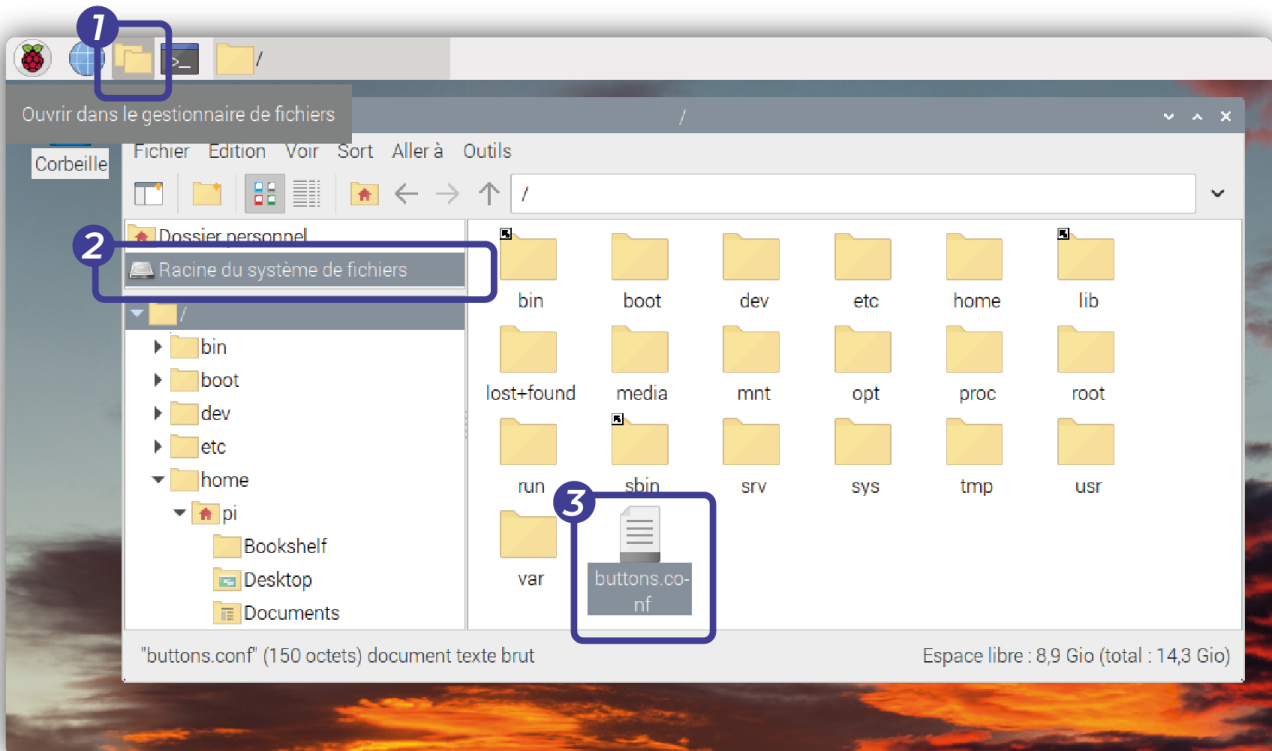 1
>_
/
Ouvrir dans le gestionnaire de fichiers
/
Corbeille
Fichier Edition Voir Sort Aller à Outils
/
Dossier personnel
2
Racine du système de fichiers
/
bin
boot
dev
etc
home
pi
Bookshelf
Desktop
Documents
bin boot dev etc home lib
lost+found media mnt opt proc root
run sbin srv sys tmp usr
3
var
buttons.co-
nf
"buttons.conf" (150 octets) document texte brut
Espace libre : 8,9 Gio (total : 14,3 Gio)